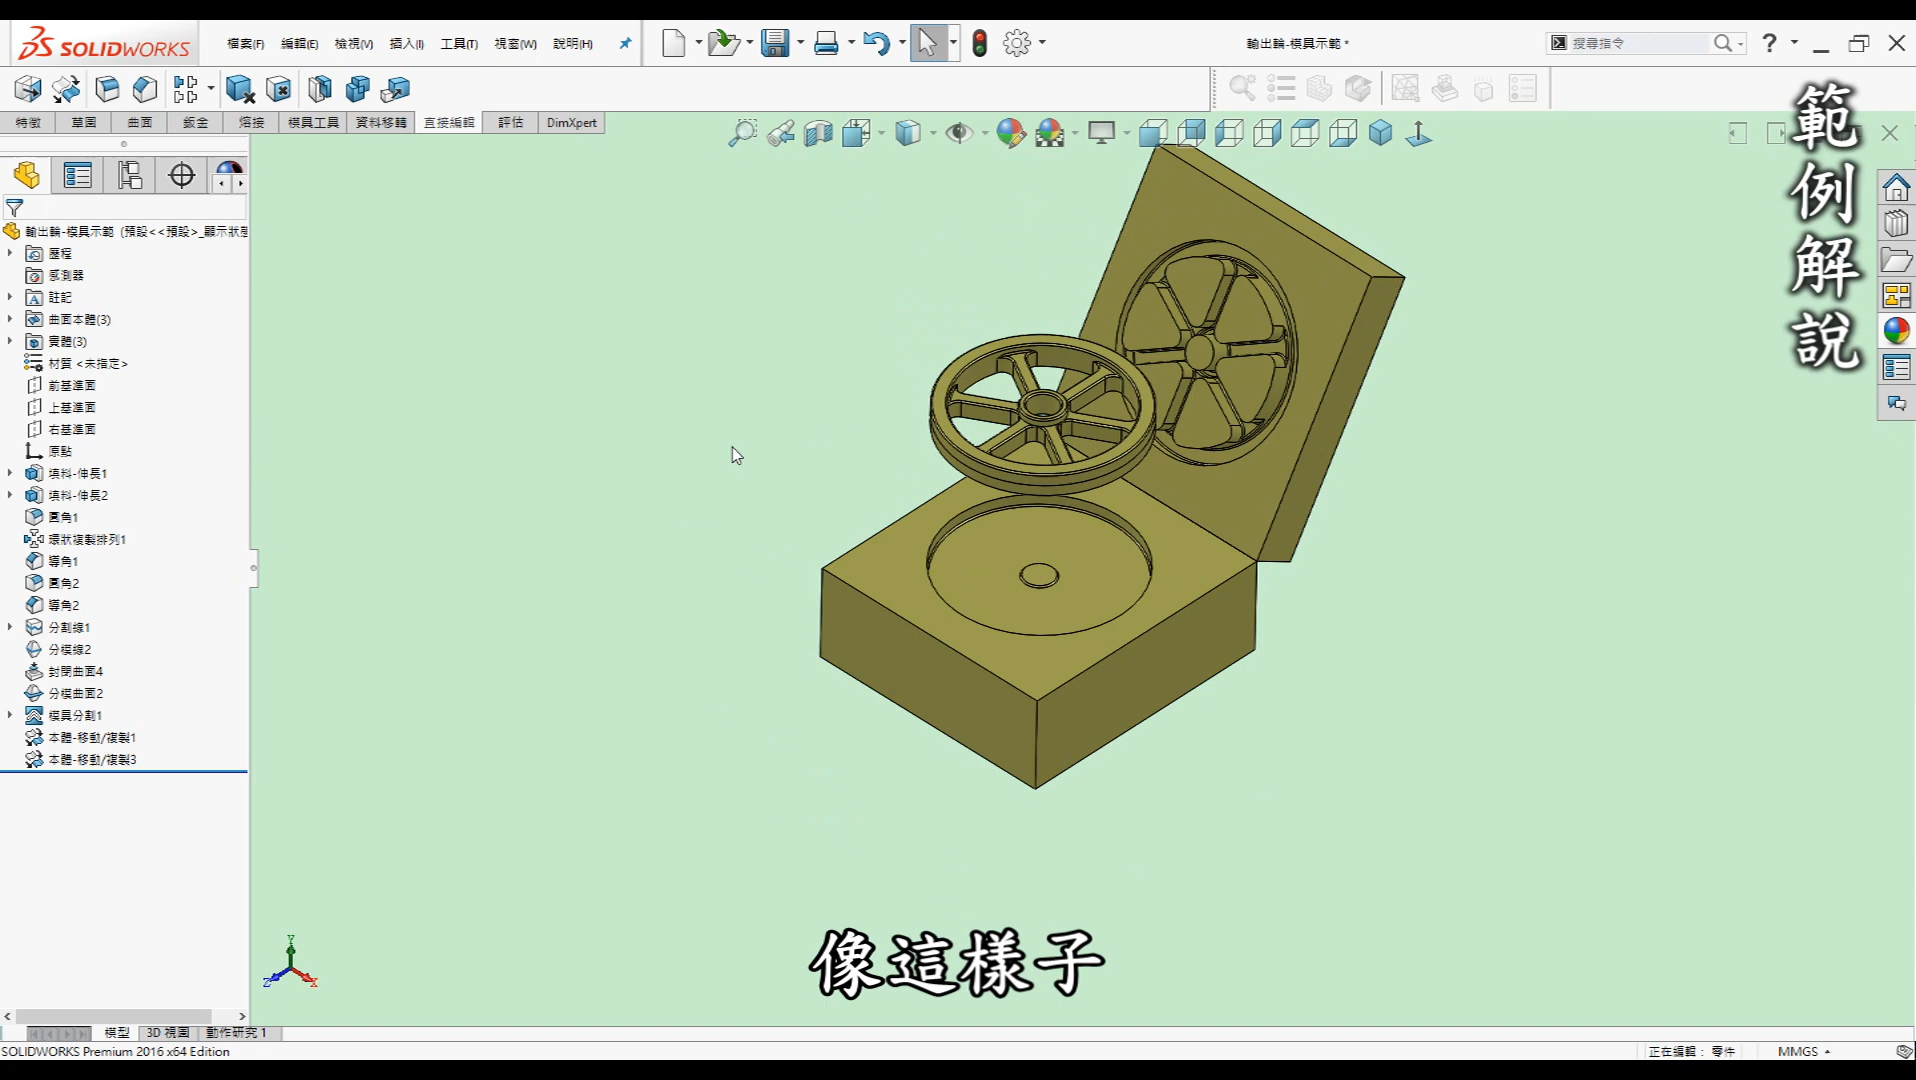 SOLIDWORKS
檔案(F) 編輯(E) 檢視(V) 插入(I) 工具(T) 視窗(W) 說明(H)
輸出輪-模具示範 *
搜尋指令
特徵 草圖 曲面 鈑金 熔接 模具工具 資料移轉 直接編輯 評估 DimXpert
範例解說
輸出輪-模具示範 (預設<<預設>_顯示狀態
歷程
感測器
註記
曲面本體(3)
實體(3)
材質 <未指定>
前基準面
上基準面
右基準面
原點
填料-伸長1
填料-伸長2
圓角1
環狀複製排列1
導角1
圓角2
導角2
分割線1
分模線2
封閉曲面4
分模曲面2
模具分割1
本體-移動/複製1
本體-移動/複製3
Y
Z
X
像這樣子
模型 3D 視圖 動作研究 1
SOLIDWORKS Premium 2016 x64 Edition
正在編輯： 零件
MMGS